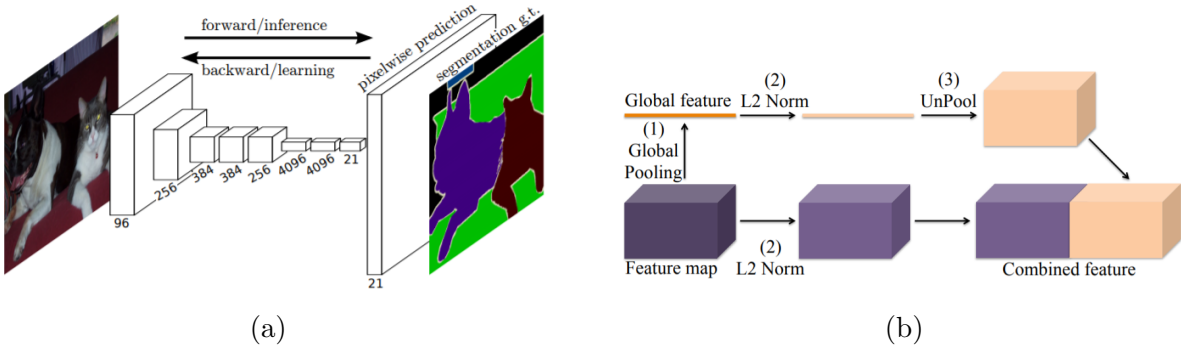 forward/inference
backward/learning
pixelwise prediction
segmentation g.t.
96
256
384
384
256
4096
4096
21
21
(a)
Global feature
(2)
L2 Norm
(3)
UnPool
(1)
Global
Pooling
Feature map
(2)
L2 Norm
Combined feature
(b)